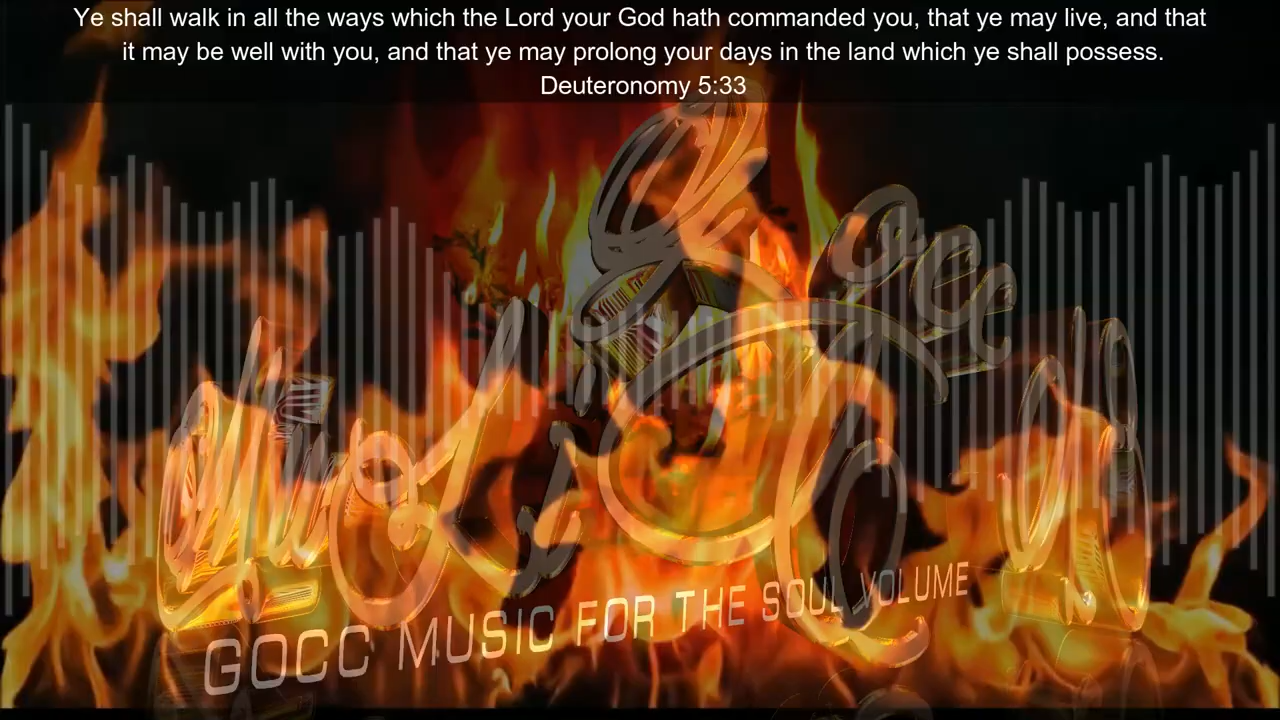 Ye shall walk in all the ways which the Lord your God hath commanded you, that ye may live, and that
it may be well with you, and that ye may prolong your days in the land which ye shall possess.
Deuteronomy 5:33
GOCC MUSIC FOR THE SOUL VOLUME